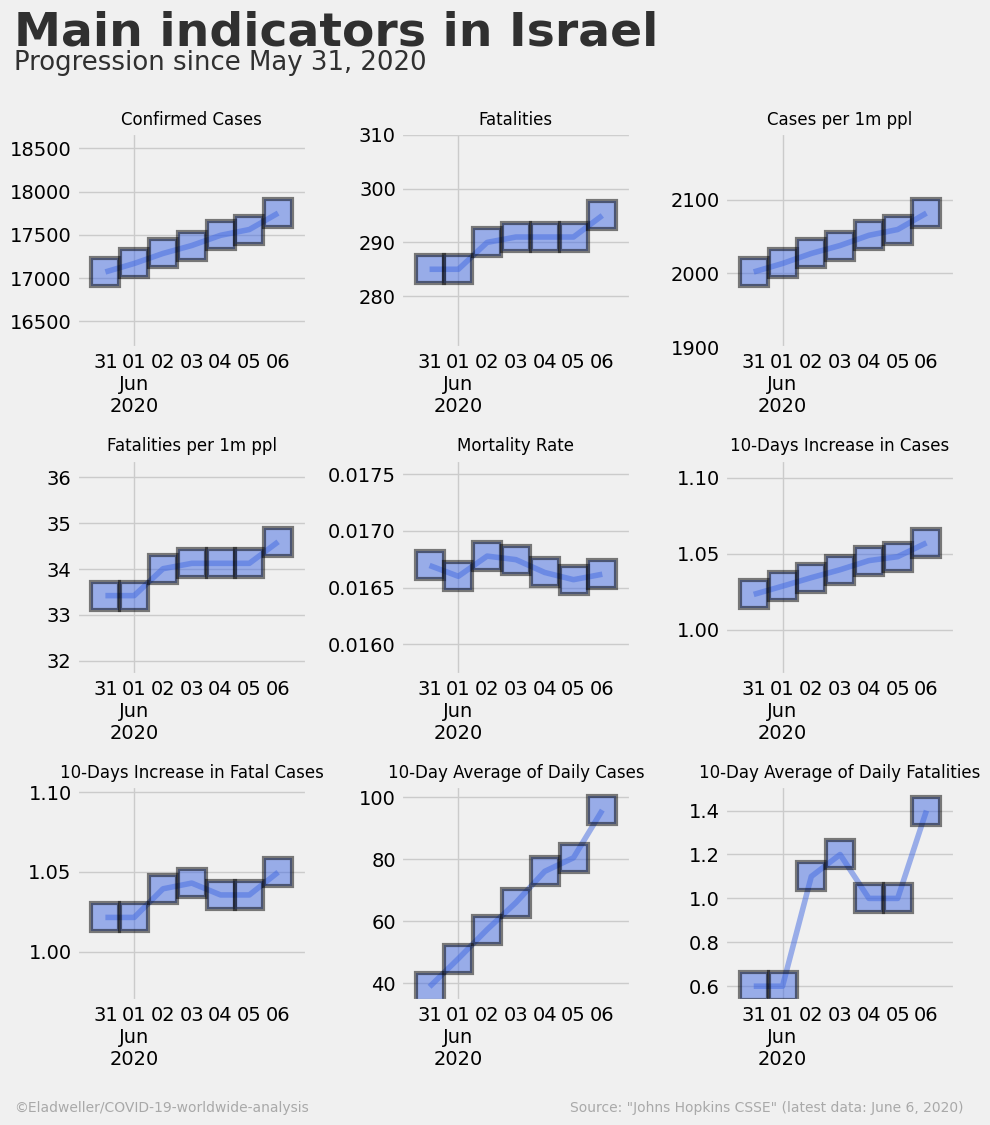 Main indicators in Israel
Progression since May 31, 2020
Confirmed Cases
18500
18000
17500
17000
16500
31 01 02 03 04 05 06
Jun
2020
Fatalities
310
300
290
280
31 01 02 03 04 05 06
Jun
2020
Cases per 1m ppl
2100
2000
1900
31 01 02 03 04 05 06
Jun
2020
Fatalities per 1m ppl
36
35
34
33
32
31 01 02 03 04 05 06
Jun
2020
Mortality Rate
0.0175
0.0170
0.0165
0.0160
31 01 02 03 04 05 06
Jun
2020
10-Days Increase in Cases
1.10
1.05
1.00
31 01 02 03 04 05 06
Jun
2020
10-Days Increase in Fatal Cases
1.10
1.05
1.00
31 01 02 03 04 05 06
Jun
2020
10-Day Average of Daily Cases
100
80
60
40
31 01 02 03 04 05 06
Jun
2020
10-Day Average of Daily Fatalities
1.4
1.2
1.0
0.8
0.6
31 01 02 03 04 05 06
Jun
2020
©Eladweller/COVID-19-worldwide-analysis
Source: "Johns Hopkins CSSE" (latest data: June 6, 2020)